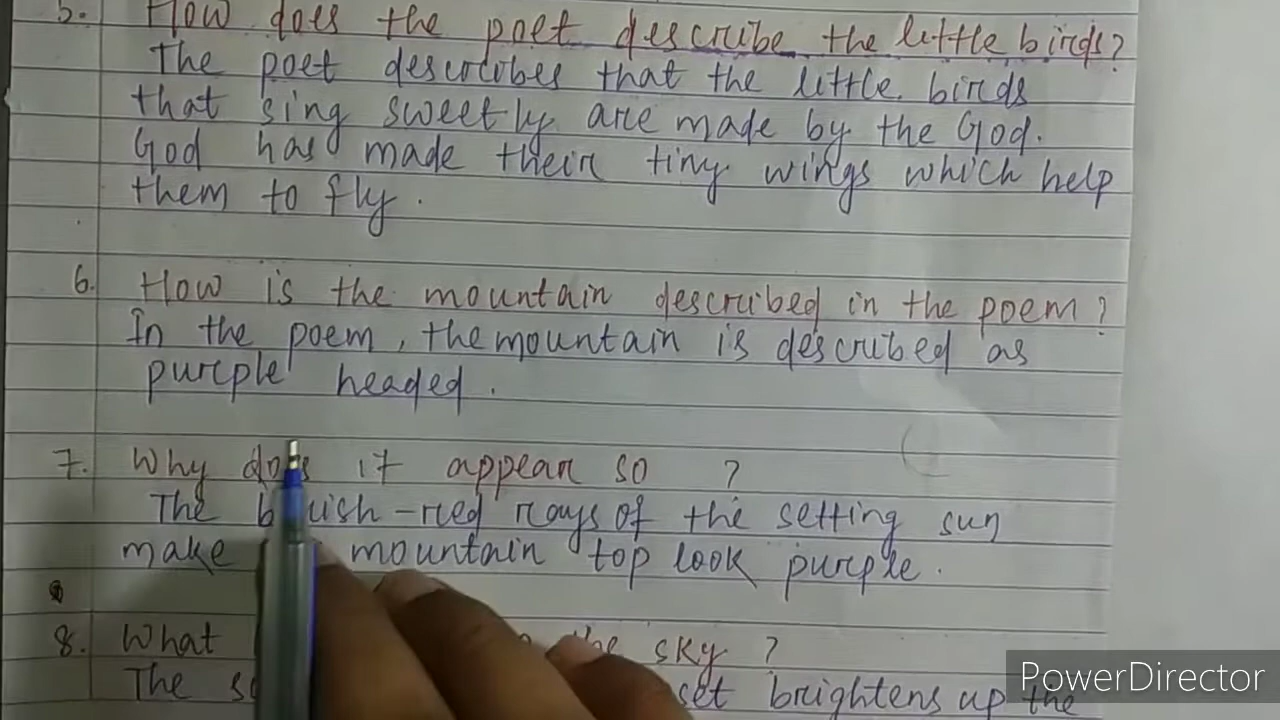 5. How does the poet describe the little birds?
The poet describes that the little birds
that sing sweetly are made by the God.
God has made their tiny wings which help
them to fly.
6. How is the mountain described in the poem?
In the poem, the mountain is described as
purple headed.
7. Why does it appear so ?
The bluish-red rays of the setting sun
make mountain top look purple.
8. What the sky ?
The set brightens up the
PowerDirector